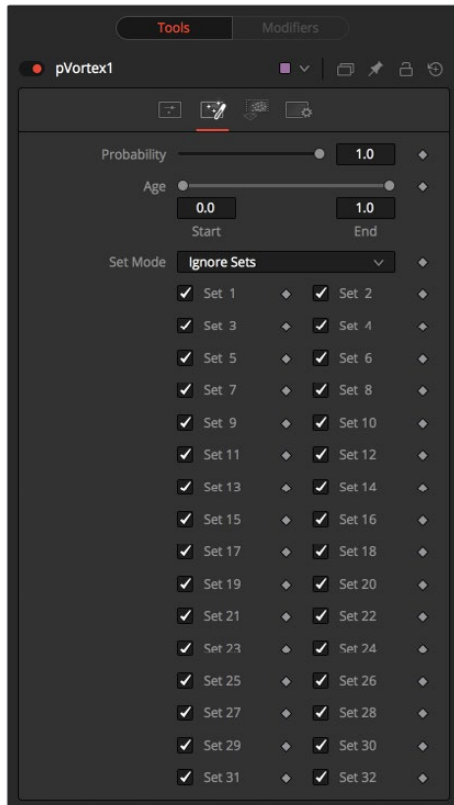 Tools Modifiers
pVortex1
Probability 1.0
Age
0.0 1.0
Start End
Set Mode Ignore Sets
Set 1 Set 2
Set 3 Set 4
Set 5 Set 6
Set 7 Set 8
Set 9 Set 10
Set 11 Set 12
Set 13 Set 14
Set 15 Set 16
Set 17 Set 18
Set 19 Set 20
Set 21 Set 22
Set 23 Set 24
Set 25 Set 26
Set 27 Set 28
Set 29 Set 30
Set 31 Set 32